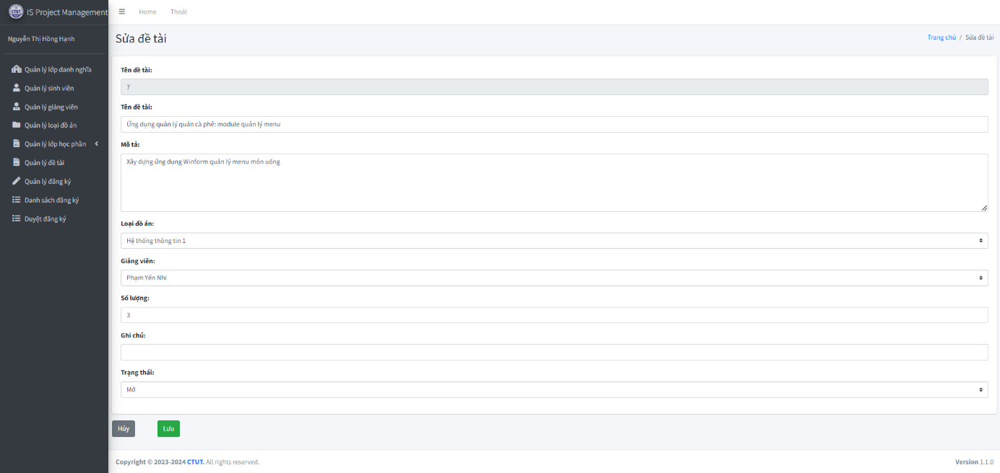 IS Project Management
Home
Thoát
Nguyễn Thị Hồng Hạnh
Quản lý lớp danh nghĩa
Quản lý sinh viên
Quản lý giảng viên
Quản lý loại đồ án
Quản lý lớp học phần
Quản lý đề tài
Quản lý đăng ký
Danh sách đăng ký
Duyệt đăng ký
Sửa đề tài
Trang chủ / Sửa đề tài
Tên đề tài:
7
Tên đề tài:
Ứng dụng quản lý quán cà phê: module quản lý menu
Mô tả:
Xây dựng ứng dụng Winform quản lý menu món uống
Loại đồ án:
Hệ thống thông tin 1
Giảng viên:
Phạm Yến Nhi
Số lượng:
3
Ghi chú:
Trạng thái:
Mở
Hủy
Lưu
Copyright © 2023-2024 CTUT. All rights reserved.
Version 1.1.0